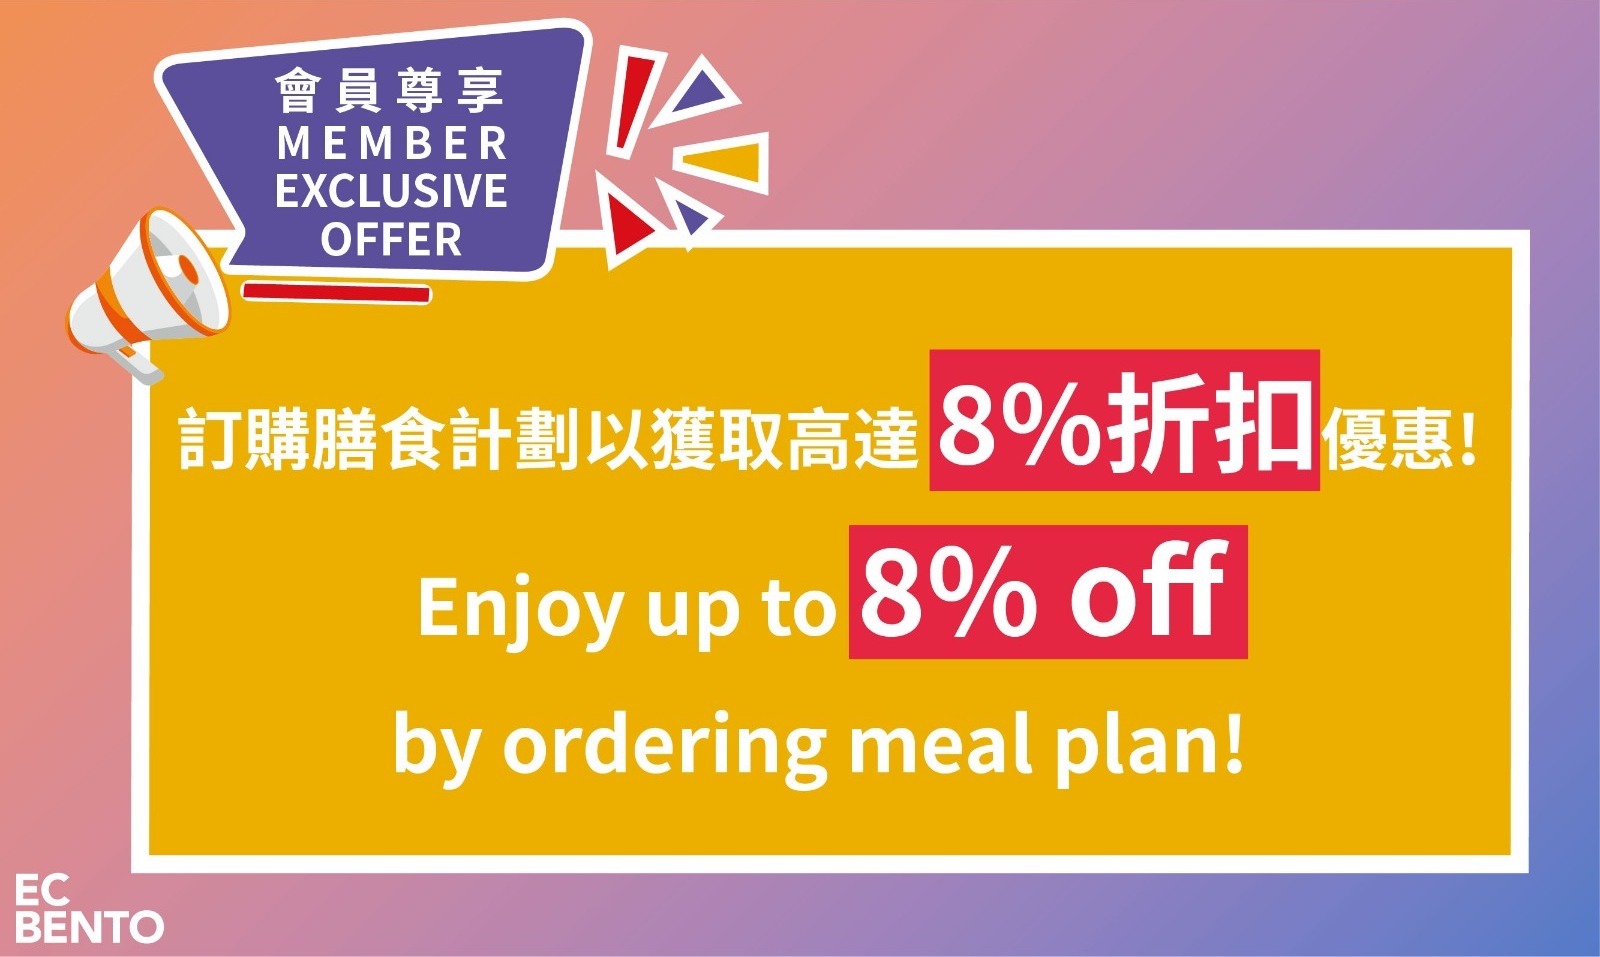 會員尊享
MEMBER
EXCLUSIVE
OFFER
訂購膳食計劃以獲取高達 8%折扣優惠!
Enjoy up to 8% off
by ordering meal plan!
EC
BENTO